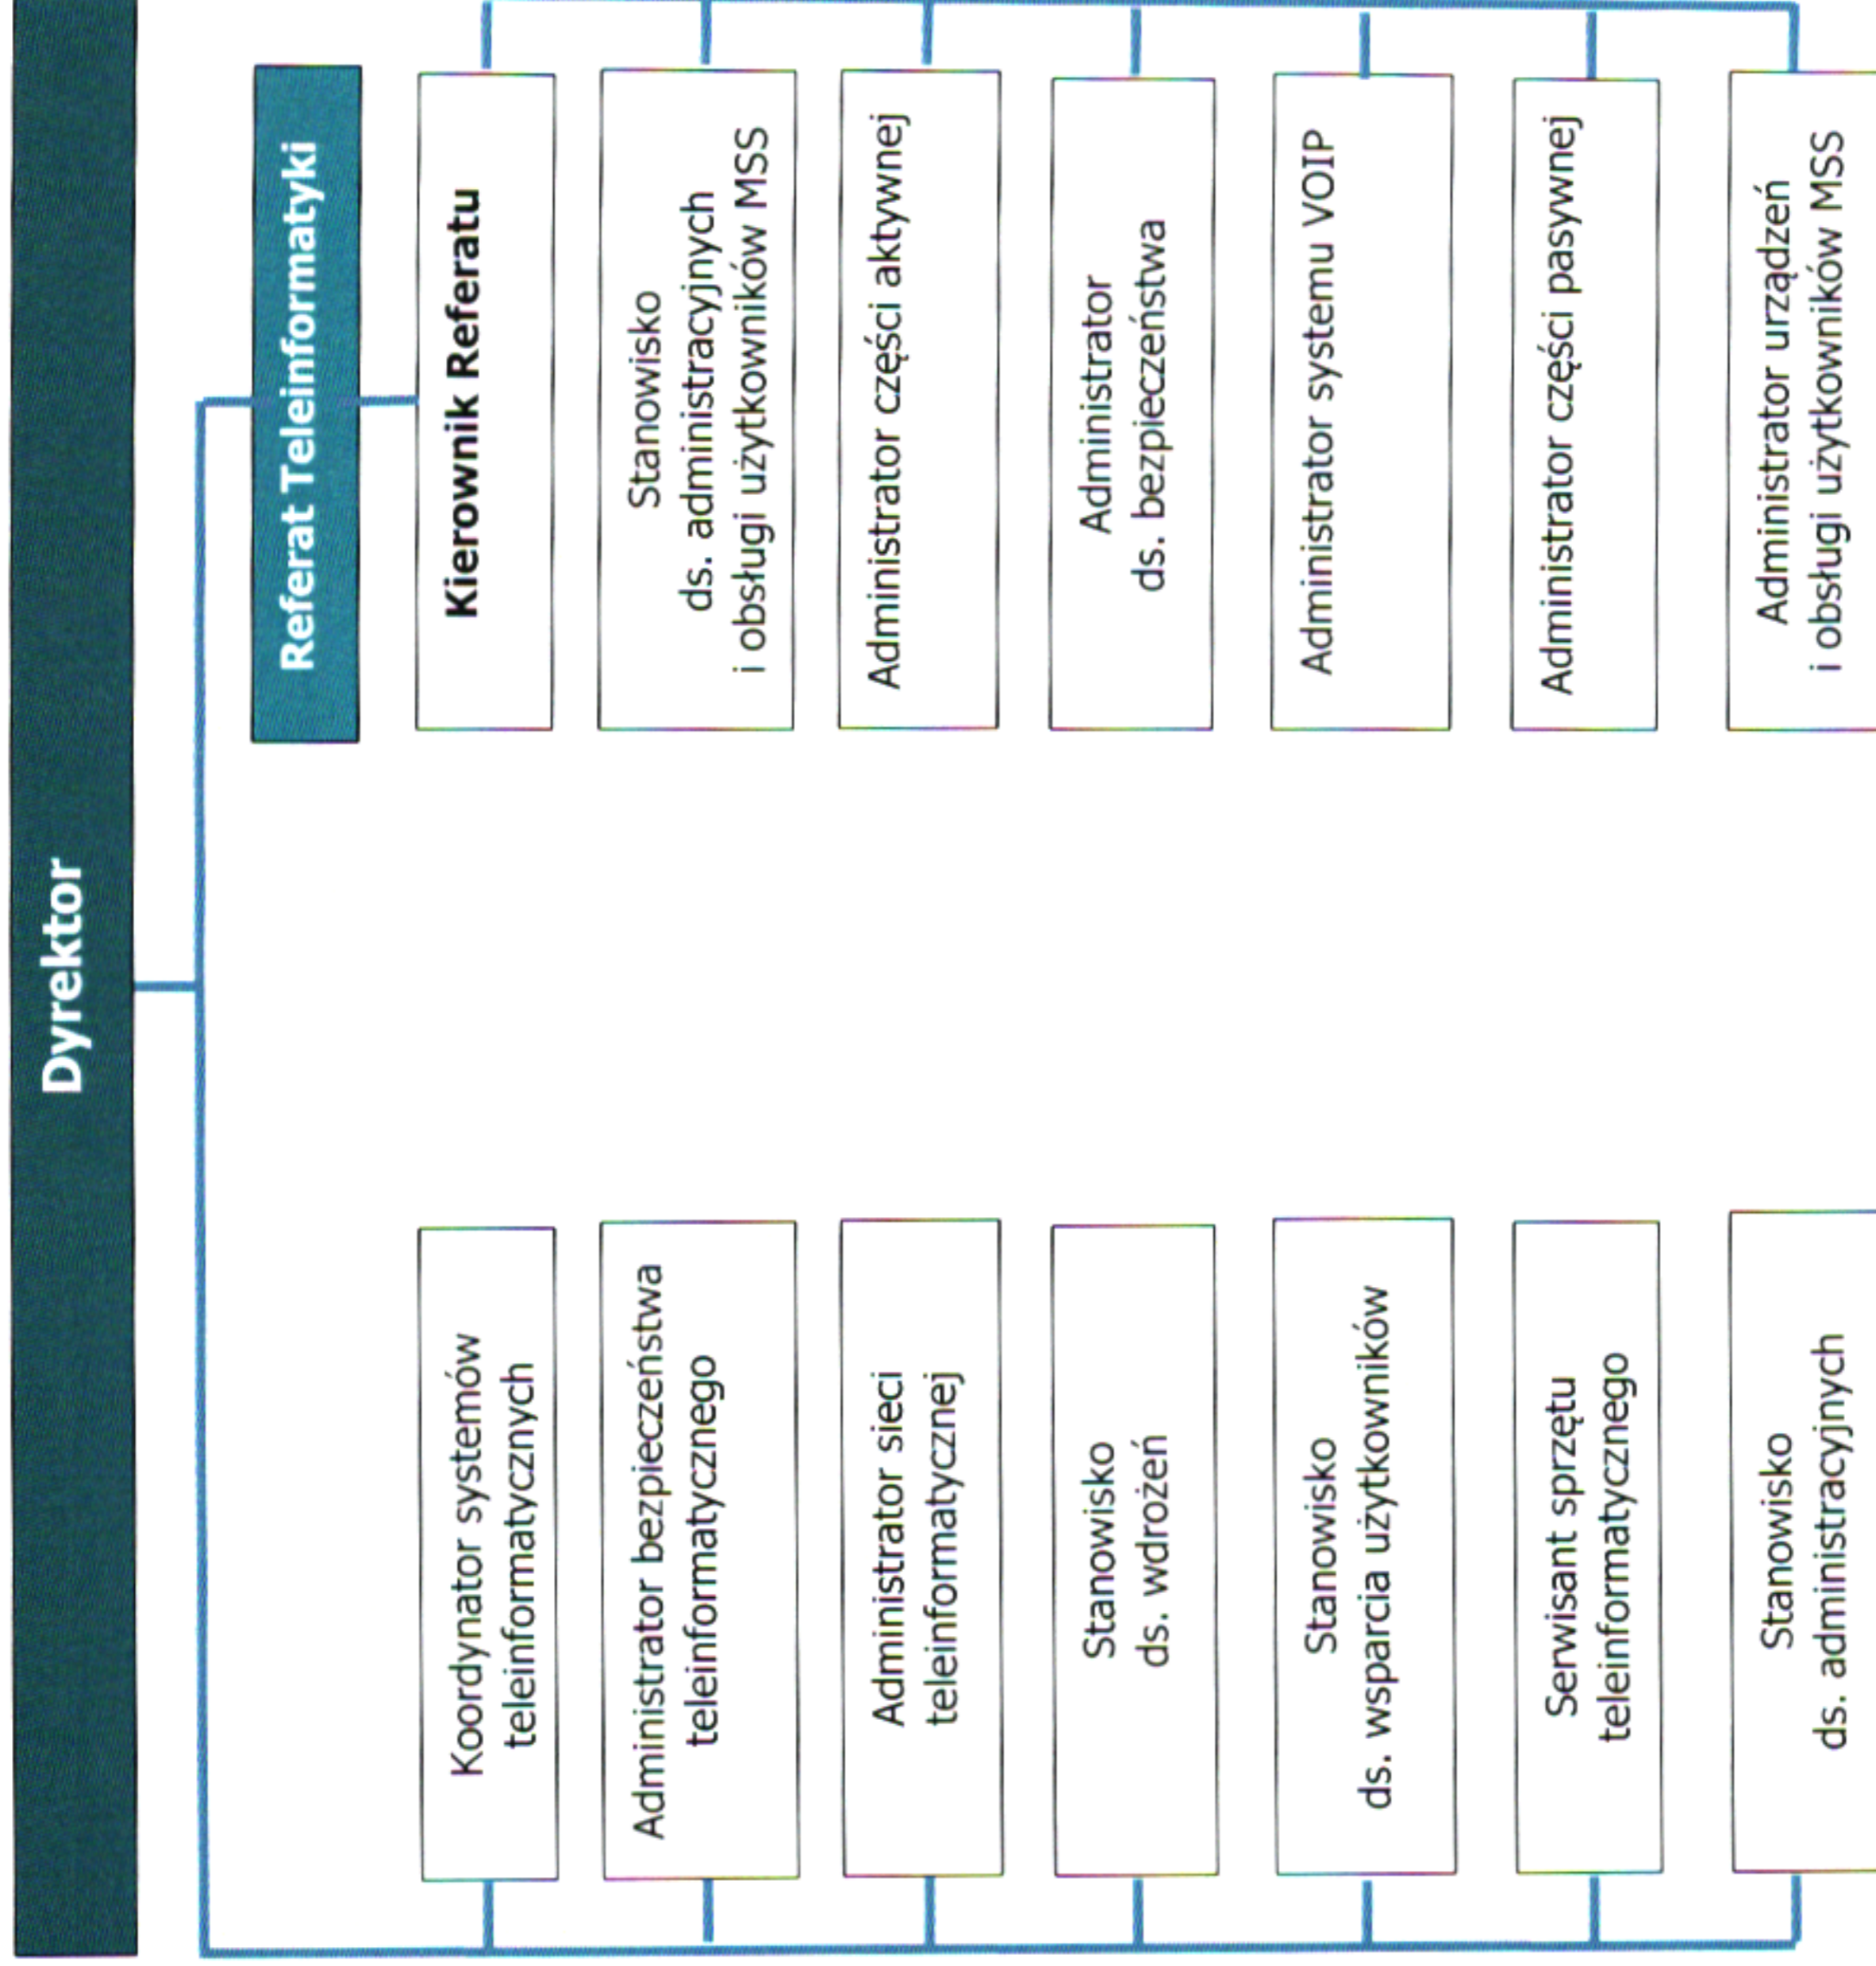 Dyrektor
Koordynator systemów
teleinformatycznych
Administrator bezpieczeństwa
teleinformatycznego
Administrator sieci
teleinformatycznej
Stanowisko
ds. wdrożeń
Stanowisko
ds. wsparcia użytkowników
Serwisant sprzętu
teleinformatycznego
Stanowisko
ds. administracyjnych
Referat Teleinformatyki
Kierownik Referatu
Stanowisko
ds. administracyjnych
i obsługi użytkowników MSS
Administrator części aktywnej
Administrator
ds. bezpieczeństwa
Administrator systemu VOIP
Administrator części pasywnej
Administrator urządzeń
i obsługi użytkowników MSS